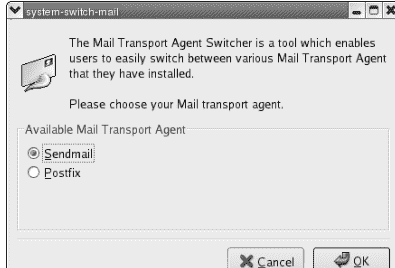 system-switch-mail
The Mail Transport Agent Switcher is a tool which enables
users to easily switch between various Mail Transport Agent
that they have installed.
Please choose your Mail transport agent.
Available Mail Transport Agent
Sendmail
Postfix
Cancel
OK